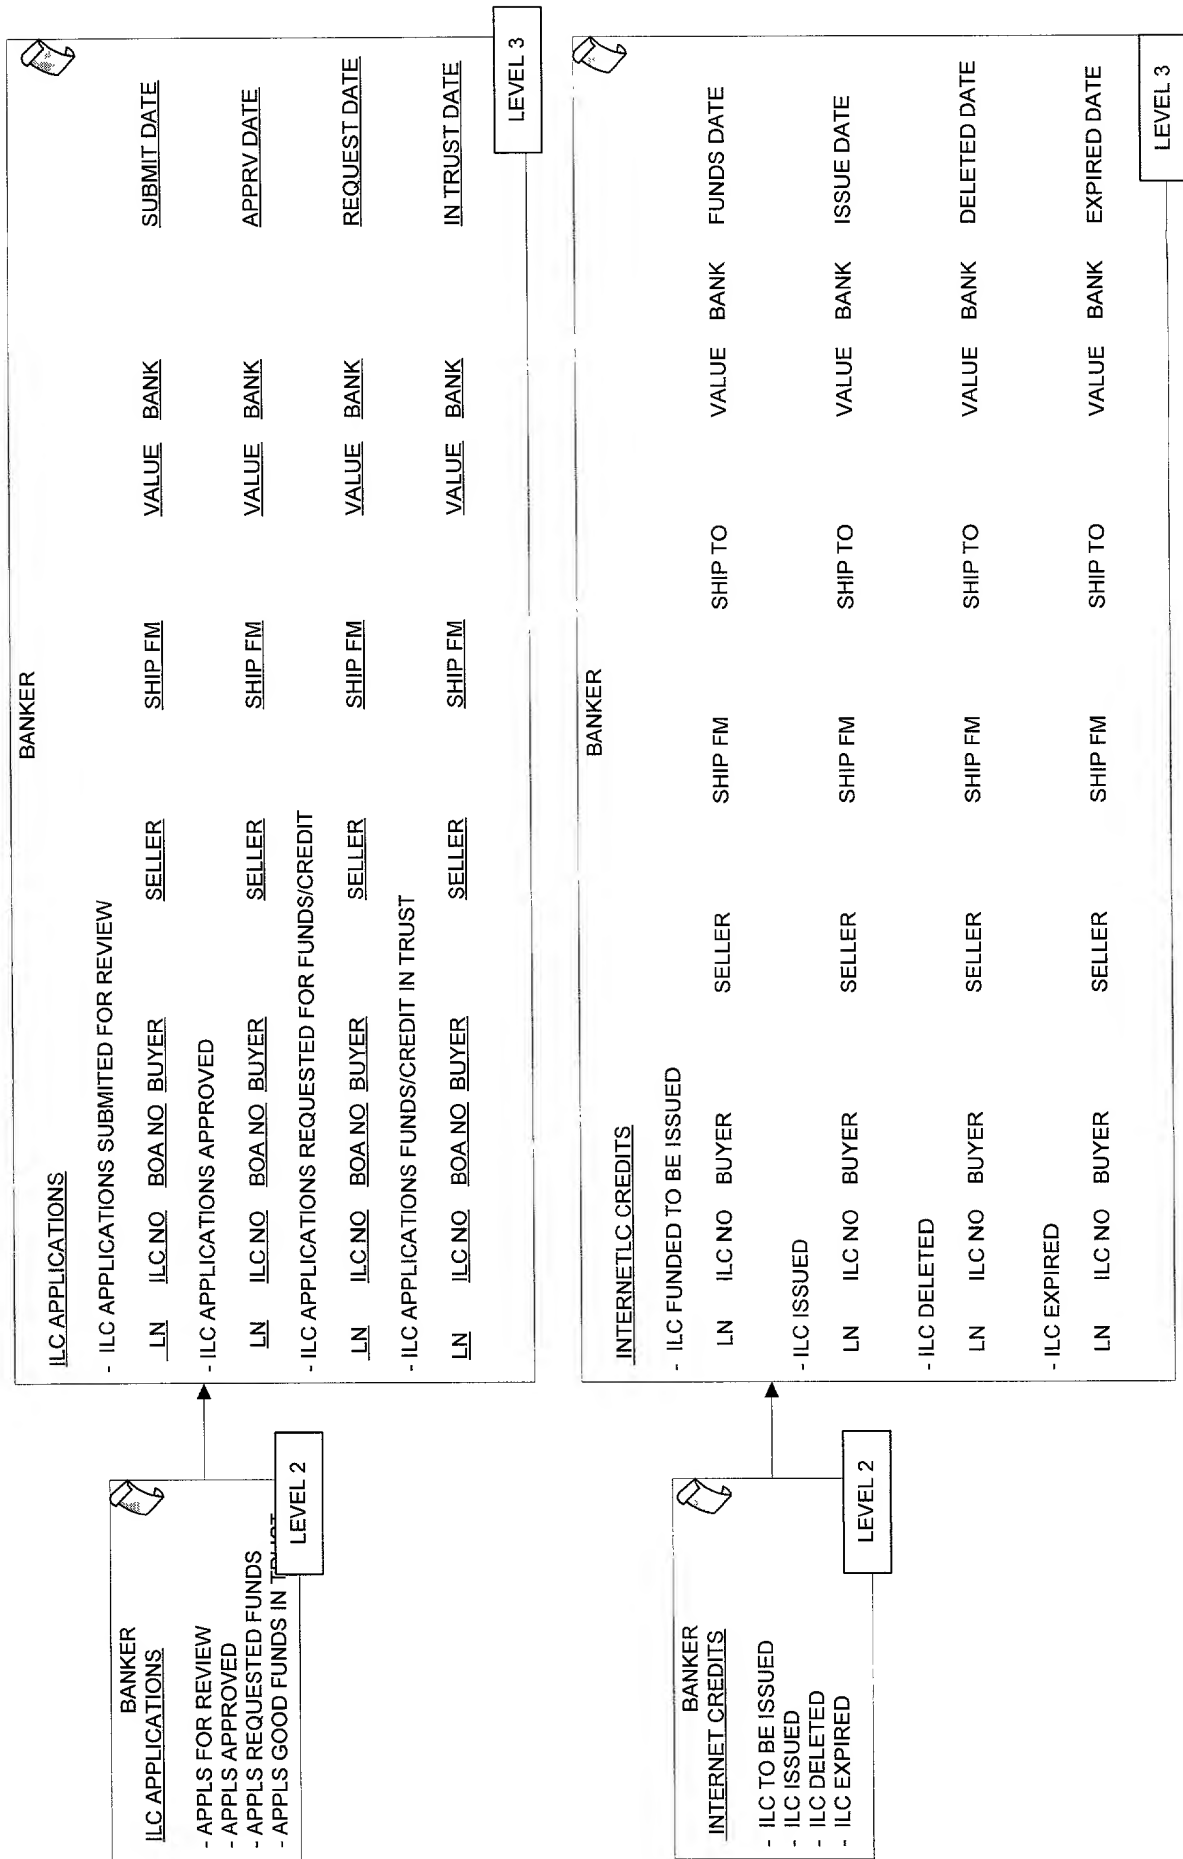 BANKER
ILC APPLICATIONS
- APPLS FOR REVIEW
- APPLS APPROVED
- APPLS REQUESTED FUNDS
- APPLS GOOD FUNDS IN TRUST
LEVEL 2
BANKER
ILC APPLICATIONS
- ILC APPLICATIONS SUBMITTED FOR REVIEW
LN ILC NO BOA NO BUYER SELLER SHIP FM VALUE BANK SUBMIT DATE
- ILC APPLICATIONS APPROVED
LN ILC NO BOA NO BUYER SELLER SHIP FM VALUE BANK APPRV DATE
- ILC APPLICATIONS REQUESTED FOR FUNDS/CREDIT
LN ILC NO BOA NO BUYER SELLER SHIP FM VALUE BANK REQUEST DATE
- ILC APPLICATIONS FUNDS/CREDIT IN TRUST
LN ILC NO BOA NO BUYER SELLER SHIP FM VALUE BANK IN TRUST DATE
LEVEL 3
BANKER
INTERNET CREDITS
- ILC TO BE ISSUED
- ILC ISSUED
- ILC DELETED
- ILC EXPIRED
LEVEL 2
BANKER
INTERNETLC CREDITS
- ILC FUNDED TO BE ISSUED
LN ILC NO BUYER SELLER SHIP FM SHIP TO VALUE BANK FUNDS DATE
- ILC ISSUED
LN ILC NO BUYER SELLER SHIP FM SHIP TO VALUE BANK ISSUE DATE
- ILC DELETED
LN ILC NO BUYER SELLER SHIP FM SHIP TO VALUE BANK DELETED DATE
- ILC EXPIRED
LN ILC NO BUYER SELLER SHIP FM SHIP TO VALUE BANK EXPIRED DATE
LEVEL 3